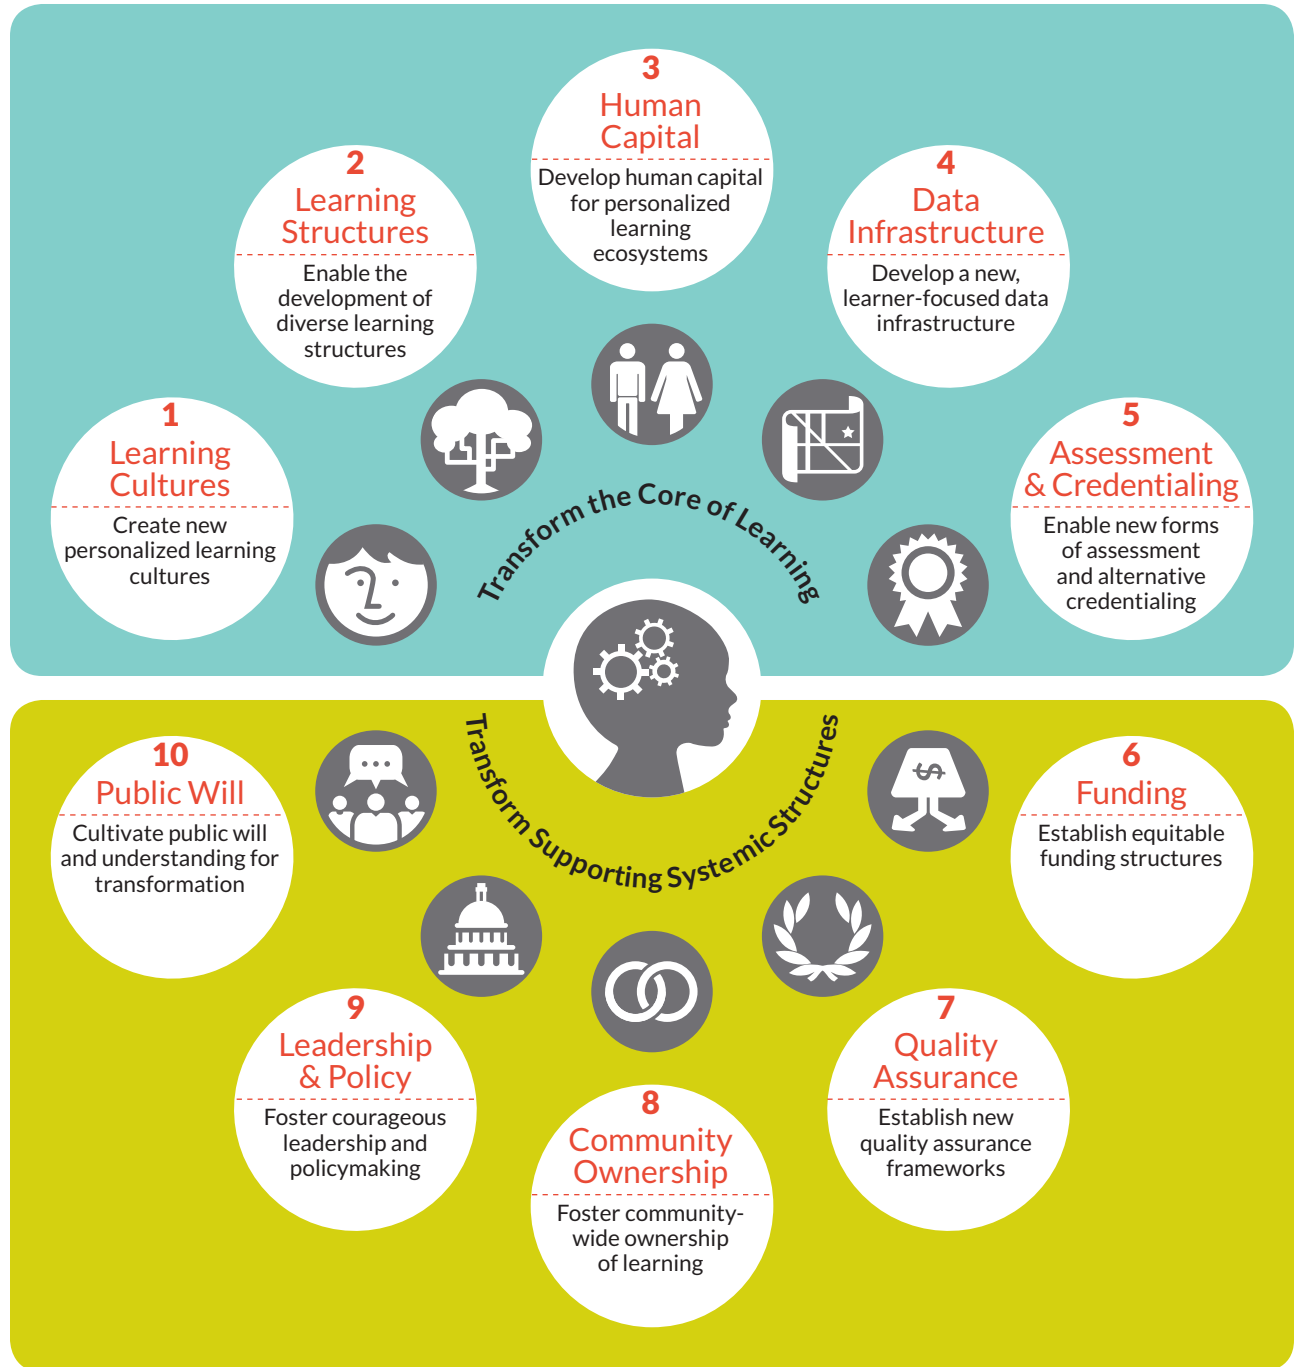 3
Human
Capital
Develop human capital
for personalized
learning
ecosystems
2
Learning
Structures
Enable the
development of
diverse learning
structures
4
Data
Infrastructure
Develop a new,
learner-focused data
infrastructure
1
Learning
Cultures
Create new
personalized learning
cultures
5
Assessment
& Credentialing
Enable new forms
of assessment
and alternative
credentialing
Transform the Core of Learning
Transform Supporting Systemic Structures
10
Public Will
Cultivate public will
and understanding for
transformation
$
6
Funding
Establish equitable
funding structures
9
Leadership
& Policy
Foster courageous
leadership and
policymaking
8
Community
Ownership
Foster community-
wide ownership
of learning
7
Quality
Assurance
Establish new
quality assurance
frameworks